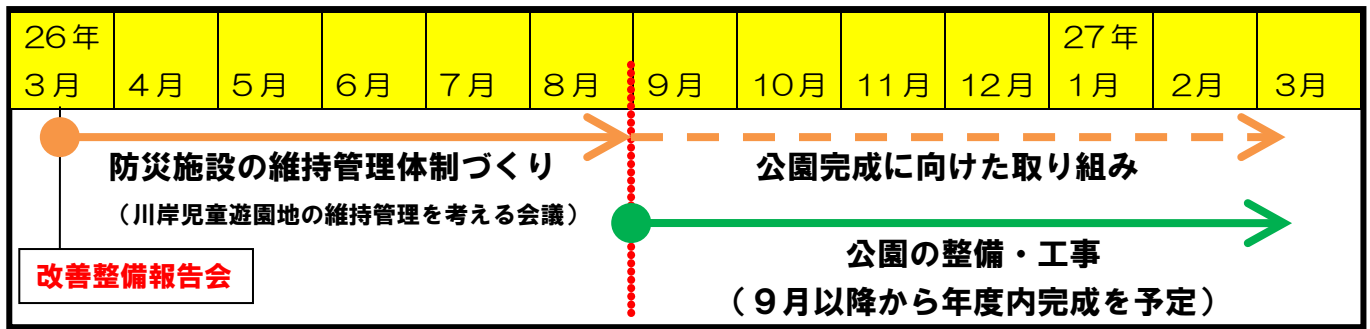 26年 27年
3月 4月 5月 6月 7月 8月 9月 10月 11月 12月 1月 2月 3月
防災施設の維持管理体制づくり 公園完成に向けた取り組み
(川岸児童遊園地の維持管理を考える会議)
改善整備報告会
公園の整備・工事
(9月以降から年度内完成を予定)